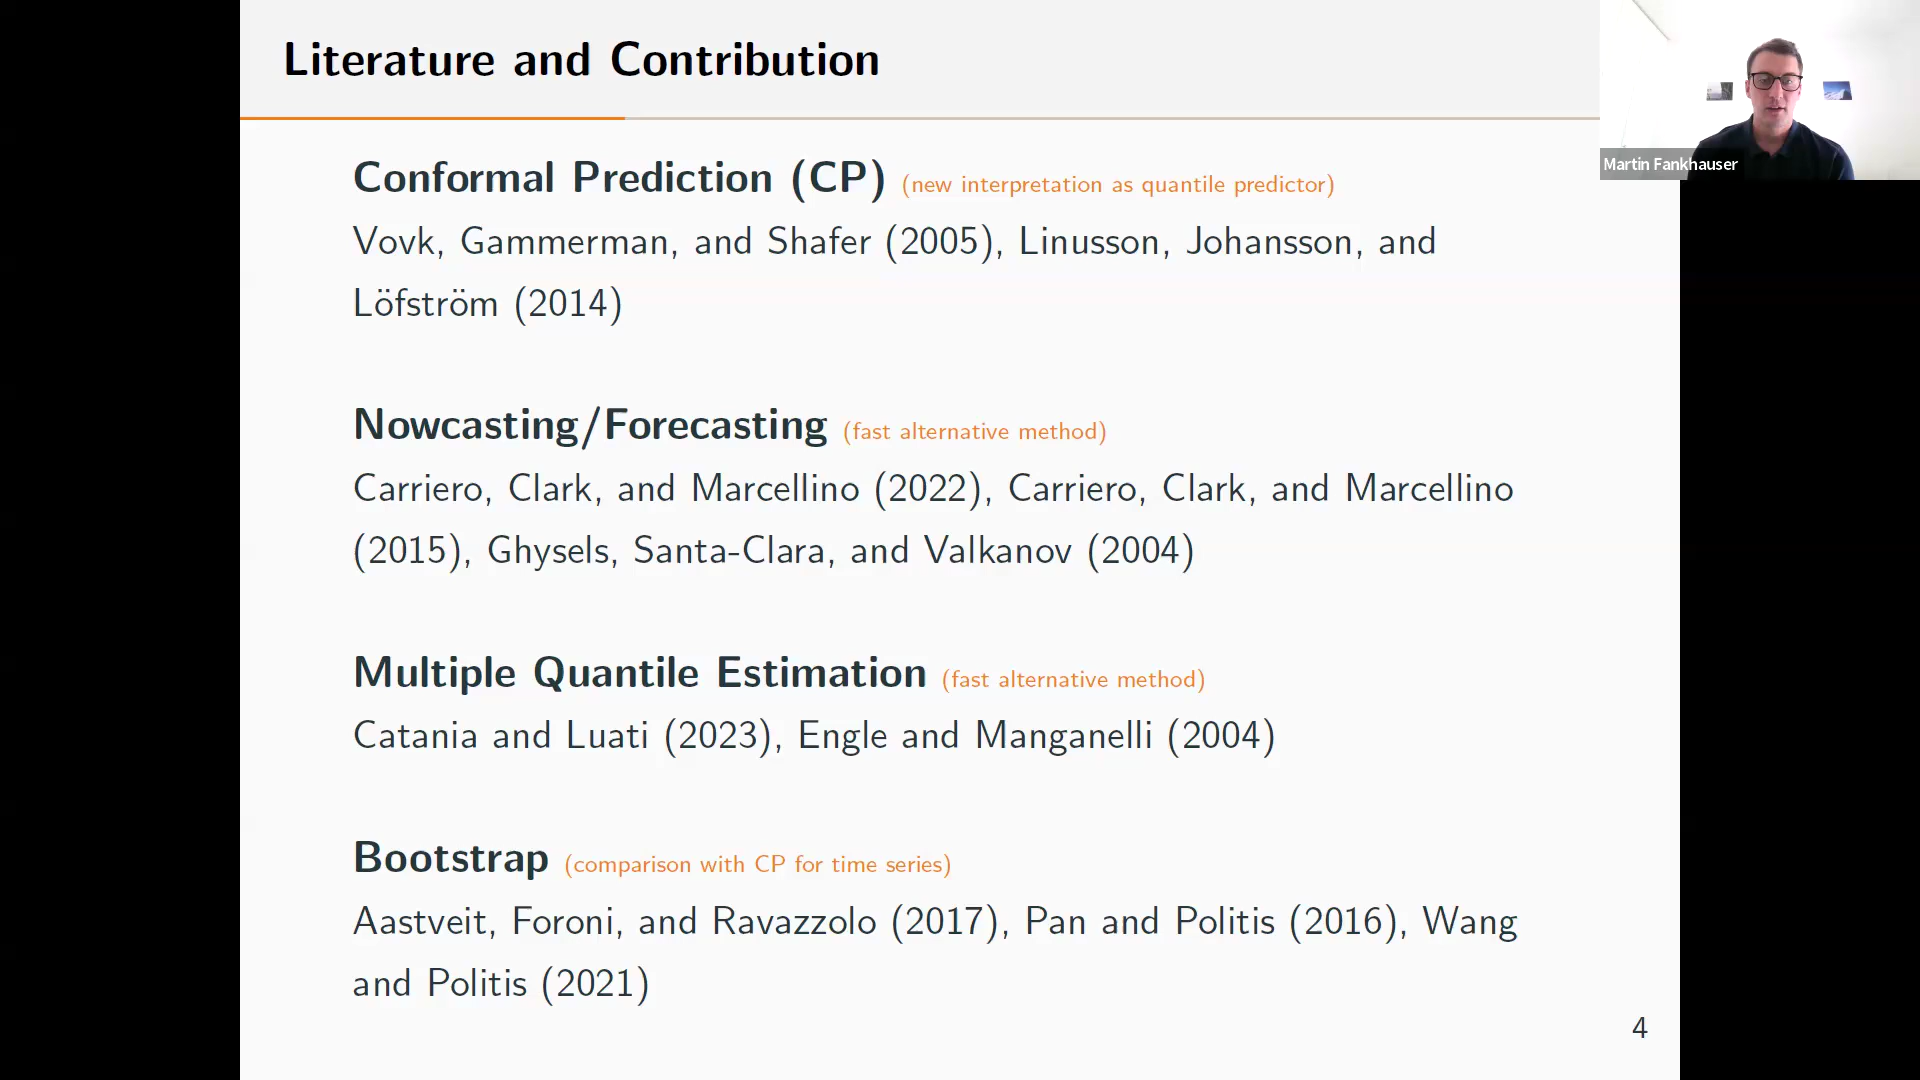 Literature and Contribution
Martin Fankhauser
Conformal Prediction (CP) (new interpretation as quantile predictor)
Vovk, Gammerman, and Shafer (2005), Linusson, Johansson, and
Löfström (2014)
Nowcasting/Forecasting (fast alternative method)
Carriero, Clark, and Marcellino (2022), Carriero, Clark, and Marcellino
(2015), Ghysels, Santa-Clara, and Valkanov (2004)
Multiple Quantile Estimation (fast alternative method)
Catania and Luati (2023), Engle and Manganelli (2004)
Bootstrap (comparison with CP for time series)
Aastveit, Foroni, and Ravazzolo (2017), Pan and Politis (2016), Wang
and Politis (2021)
4